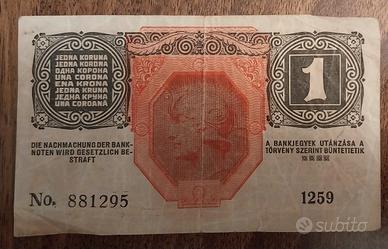 JEDNA KORUNA
JEDNA KORONA
ОДНА КОРОНА
UNA CORONA
ENA KRONA
JEDNA KRUNA
ЈЕДНА КРУНА
UNA COROANĂ
1
DIE NACHMACHUNG DER BANK-
NOTEN WIRD GESETZLICH BE-
STRAFT
A BANKJEGYEK UTÁNZÁSA A
TÖRVÉNY SZERINT BÜNTETTETIK
No. 881295
1259
subito